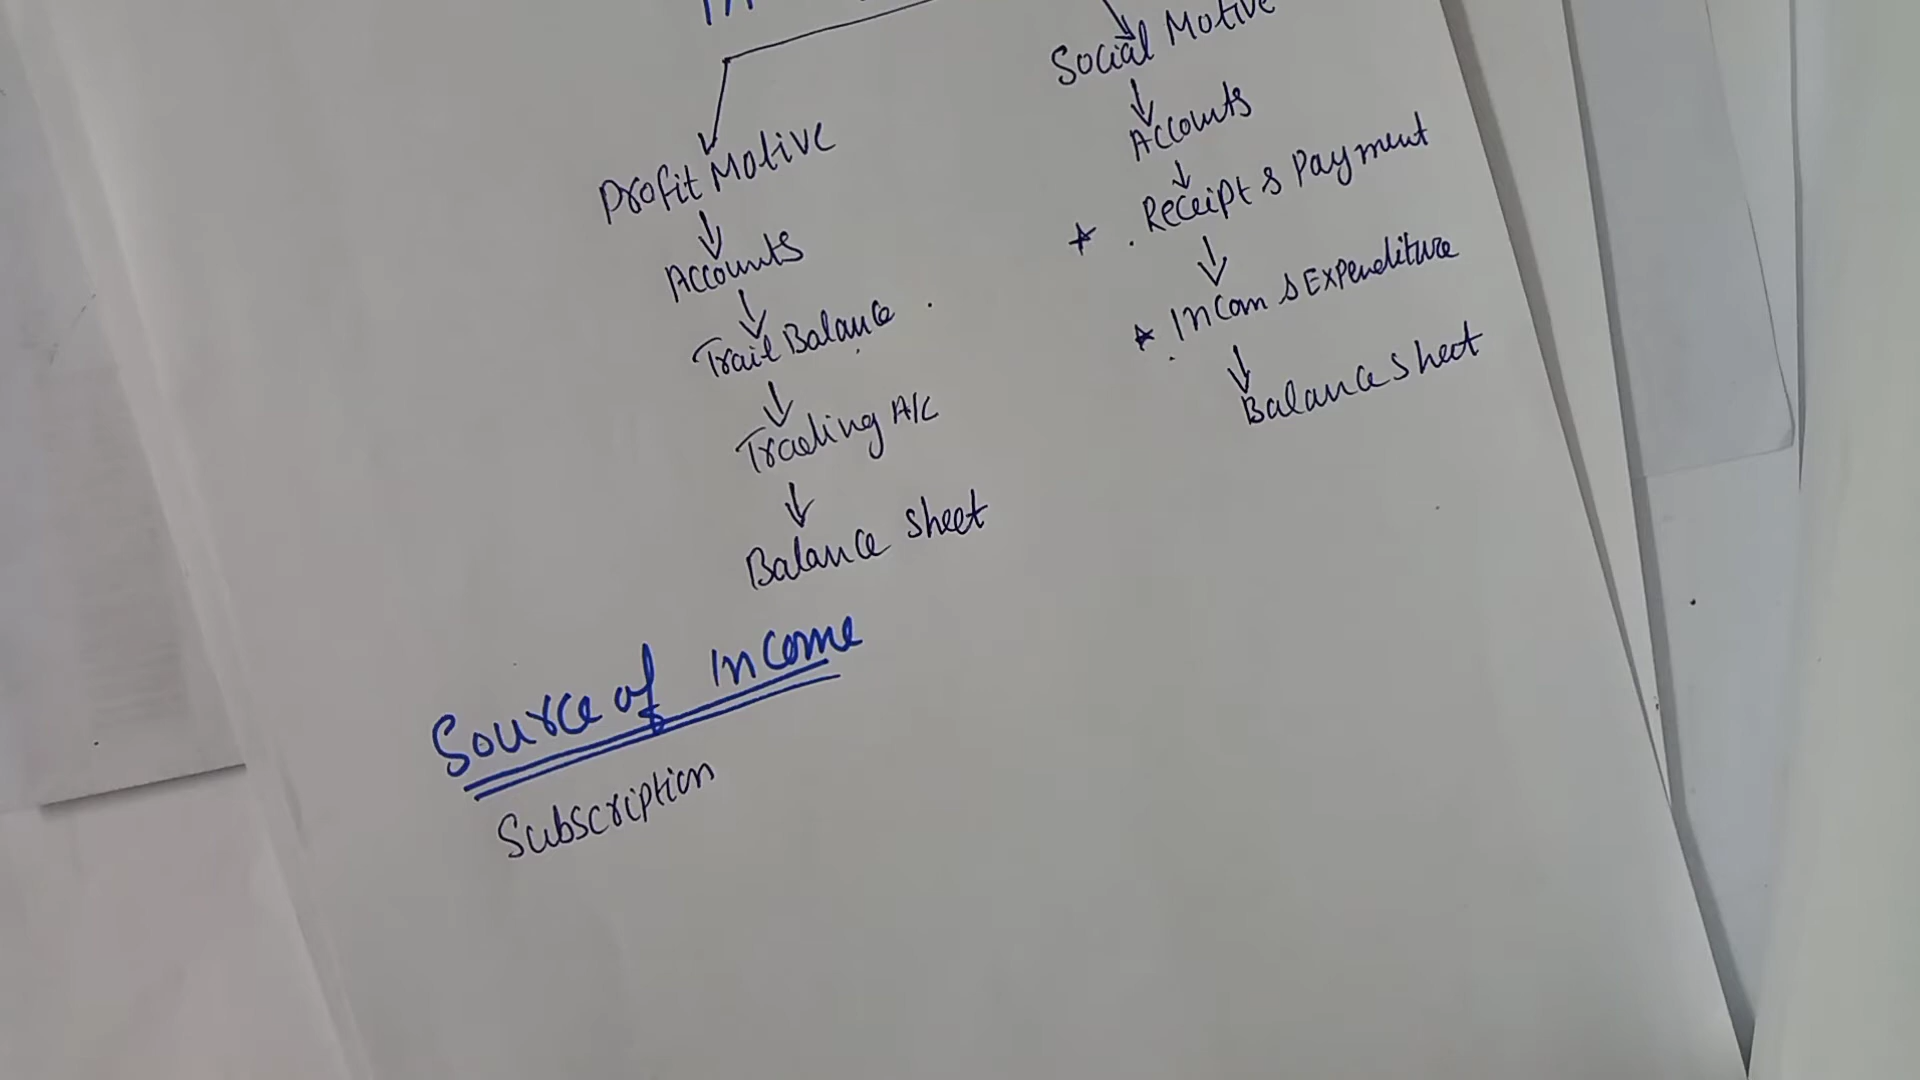 Profit Motive
Accounts
Trail Balance
Trading A/C
Balance Sheet
Social Motive
Accounts
Receipt & Payment
Incom & Expenditure
Balance Sheet
Source of Income
Subscription